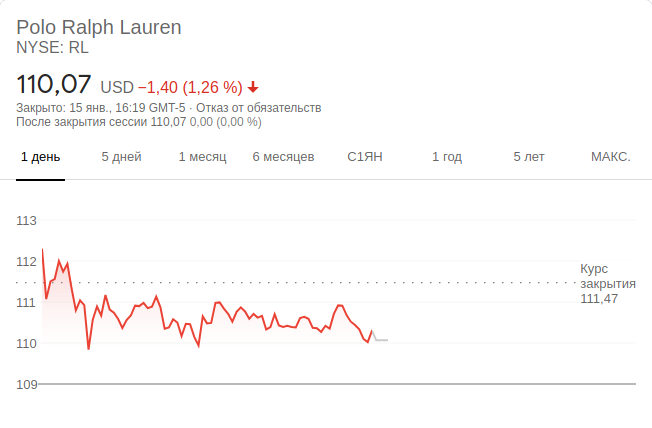 Polo Ralph Lauren
NYSE: RL
110,07 USD −1,40 (1,26 %)
Закрыто: 15 янв., 16:19 GMT-5 · Отказ от обязательств
После закрытия сессии 110,07 0,00 (0,00 %)
1 день 5 дней 1 месяц 6 месяцев С1ЯН 1 год 5 лет МАКС.
113
112
Курс
закрытия
111,47
111
110
109